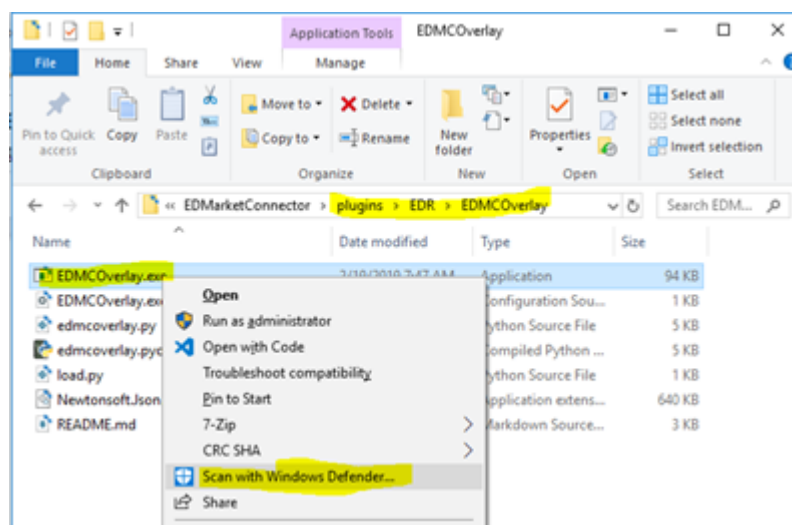 Application Tools EDMCOverlay
File Home Share View Manage
Pin to Quick access
Copy
Paste
Move to
Copy to
Delete
Rename
New folder
Properties
Select all
Select none
Invert selection
Clipboard Organize New Open Select
« EDMarketConnector > plugins > EDR > EDMCOverlay
Search EDM...
Name Date modified Type Size
EDMCOverlay.exe 2/19/2019 7:47 AM Application 94 KB
EDMCOverlay.exe Configuration Sou... 1 KB
edmcoverlay.py Python Source File 5 KB
edmcoverlay.pyc Compiled Python ... 5 KB
load.py Python Source File 1 KB
Newtonsoft.Json Application extens... 640 KB
README.md Markdown Source... 3 KB
Open
Run as administrator
Open with Code
Troubleshoot compatibility
Pin to Start
7-Zip
CRC SHA
Scan with Windows Defender...
Share